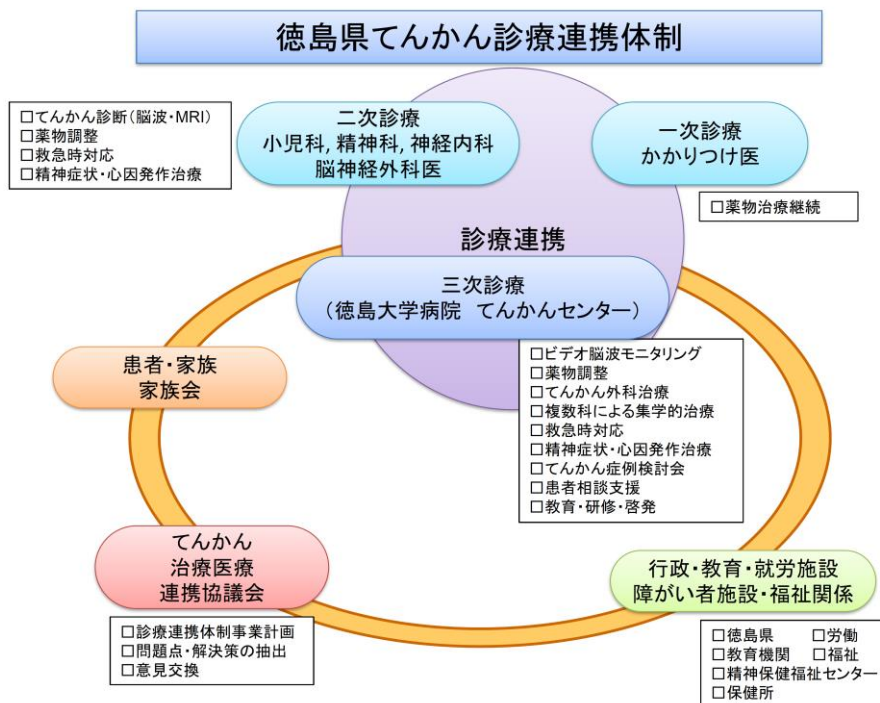 徳島県てんかん診療連携体制
□てんかん診断(脳波・MRI)
□薬物調整
□救急時対応
□精神症状・心因発作治療
二次診療
小児科, 精神科, 神経内科
脳神経外科医
一次診療
かかりつけ医
□薬物治療継続
診療連携
三次診療
(徳島大学病院 てんかんセンター)
□ビデオ脳波モニタリング
□薬物調整
□てんかん外科治療
□複数科による集学的治療
□救急時対応
□精神症状・心因発作治療
□てんかん症例検討会
□患者相談支援
□教育・研修・啓発
患者・家族
家族会
てんかん
治療医療
連携協議会
□診療連携体制事業計画
□問題点・解決策の抽出
□意見交換
行政・教育・就労施設
障がい者施設・福祉関係
□徳島県 □労働
□教育機関 □福祉
□精神保健福祉センター
□保健所